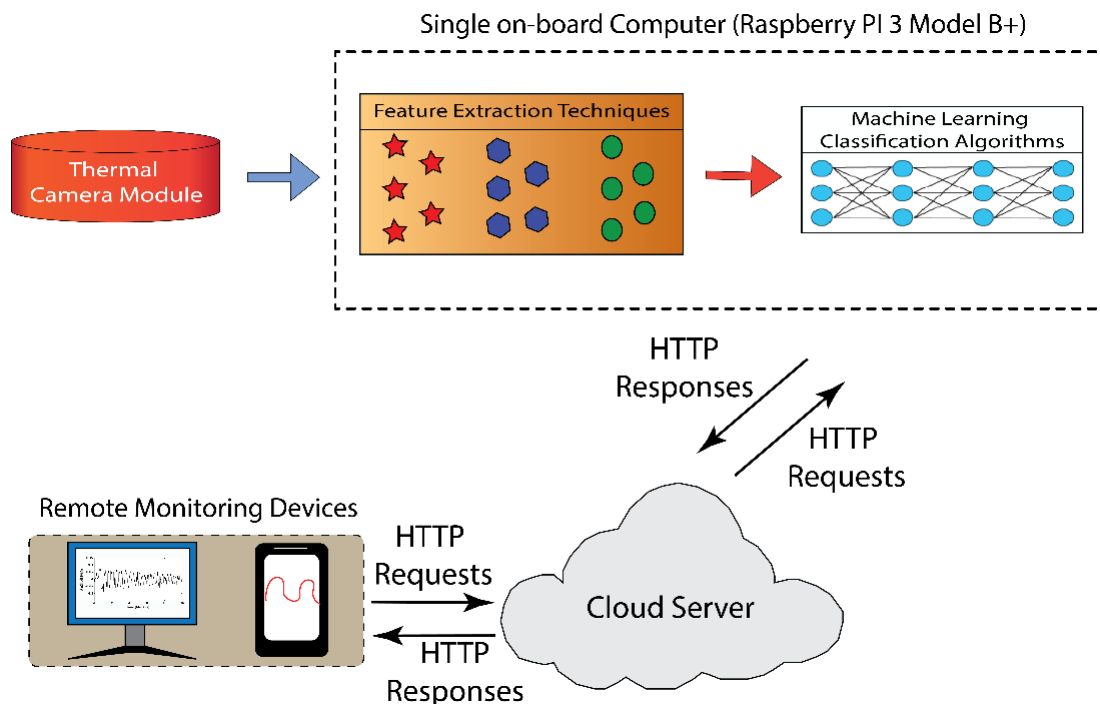 Single on-board Computer (Raspberry PI 3 Model B+)
Feature Extraction Techniques
Machine Learning
Classification Algorithms
Thermal
Camera Module
HTTP
Responses
HTTP
Requests
Remote Monitoring Devices
HTTP
Requests
Cloud Server
HTTP
Responses